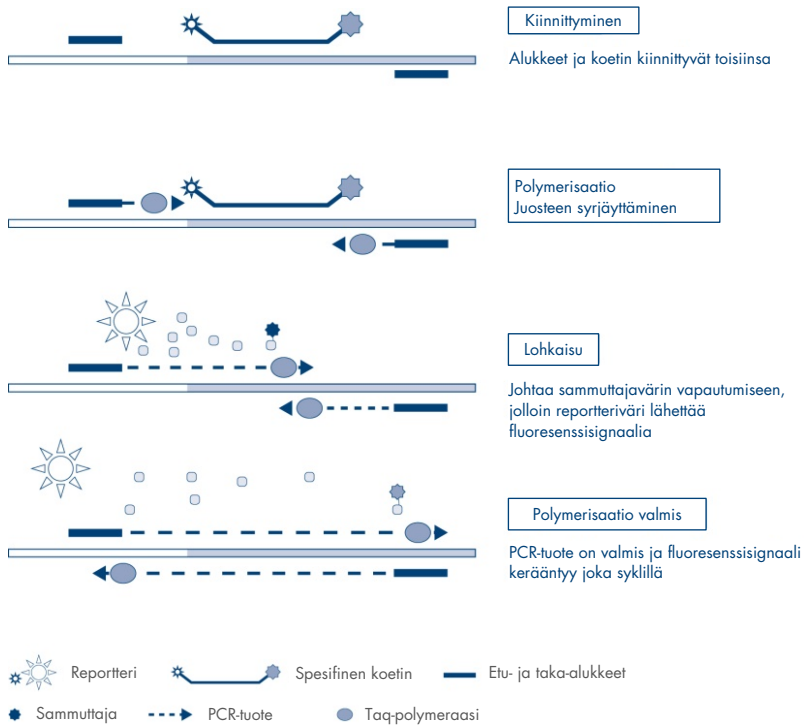 Kiinnittyminen
Alukkeet ja koetin kiinnittyvät toisiinsa
Polymerisaatio
Juosteen syrjäyttäminen
Lohkaisu
Johtaa sammuttajavärin vapautumiseen,
jolloin reportteriväri lähettää
fluoresenssisignaalia
Polymerisaatio valmis
PCR-tuote on valmis ja fluoresenssisignaali
kerääntyy joka syklillä
Reportteri
Spesifinen koetin
Etu- ja taka-alukkeet
Sammuttaja
PCR-tuote
Taq-polymeraasi